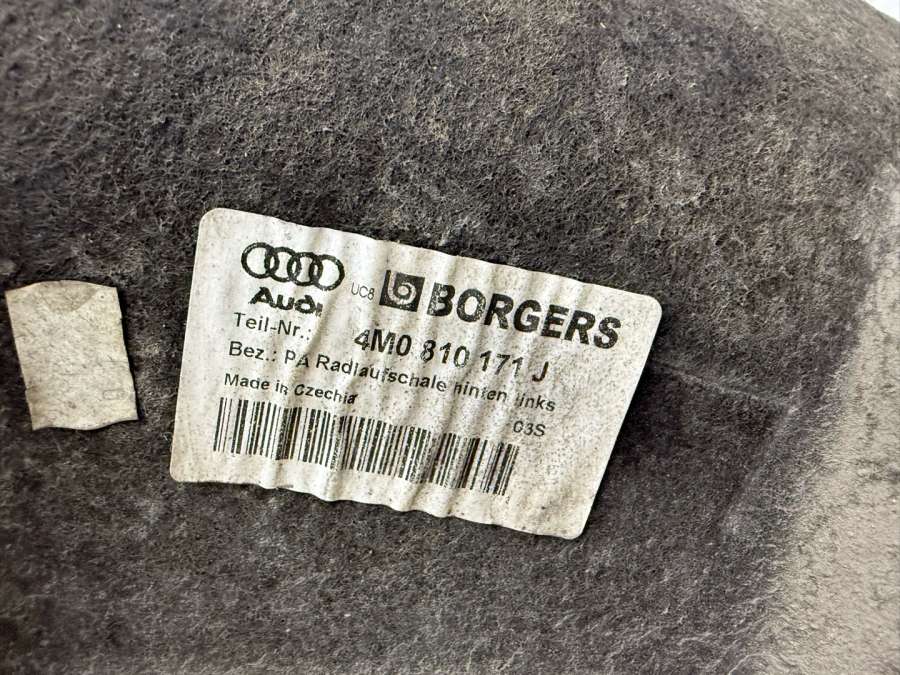 Audi UC8 b BORGERS
Teil-Nr.: 4M0 810 171 J
Bez.: PA Radlaufschale hinten links
Made in Czechia
C3S